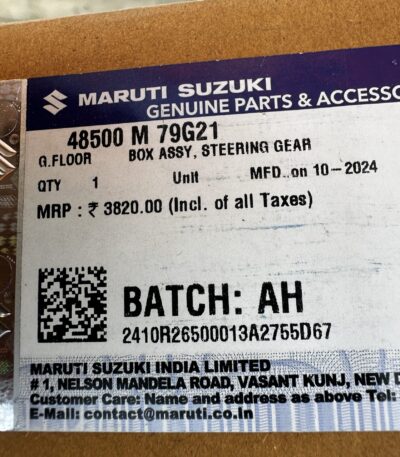 MARUTI SUZUKI
GENUINE PARTS & ACCESSO
48500 M 79G21
G.FLOOR BOX ASSY, STEERING GEAR
QTY 1 Unit MFD..on 10-2024
MRP : ₹ 3820.00 (Incl. of all Taxes)
BATCH: AH
2410R26500013A2755D67
MARUTI SUZUKI INDIA LIMITED
# 1, NELSON MANDELA ROAD, VASANT KUNJ, NEW D
Customer Care: Name and address as above Tel:
E-Mail: contact@maruti.co.in